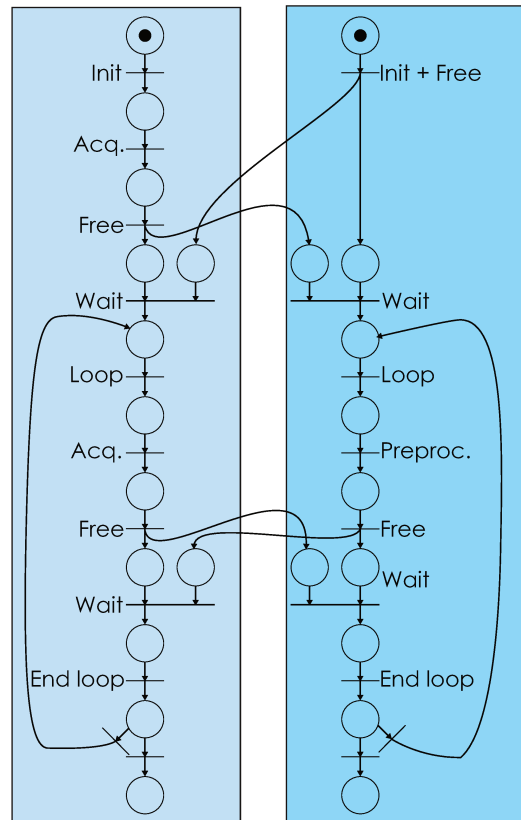 Init
Acq.
Free
Wait
Loop
Acq.
Free
Wait
End loop
Init + Free
Wait
Loop
Preproc.
Free
Wait
End loop